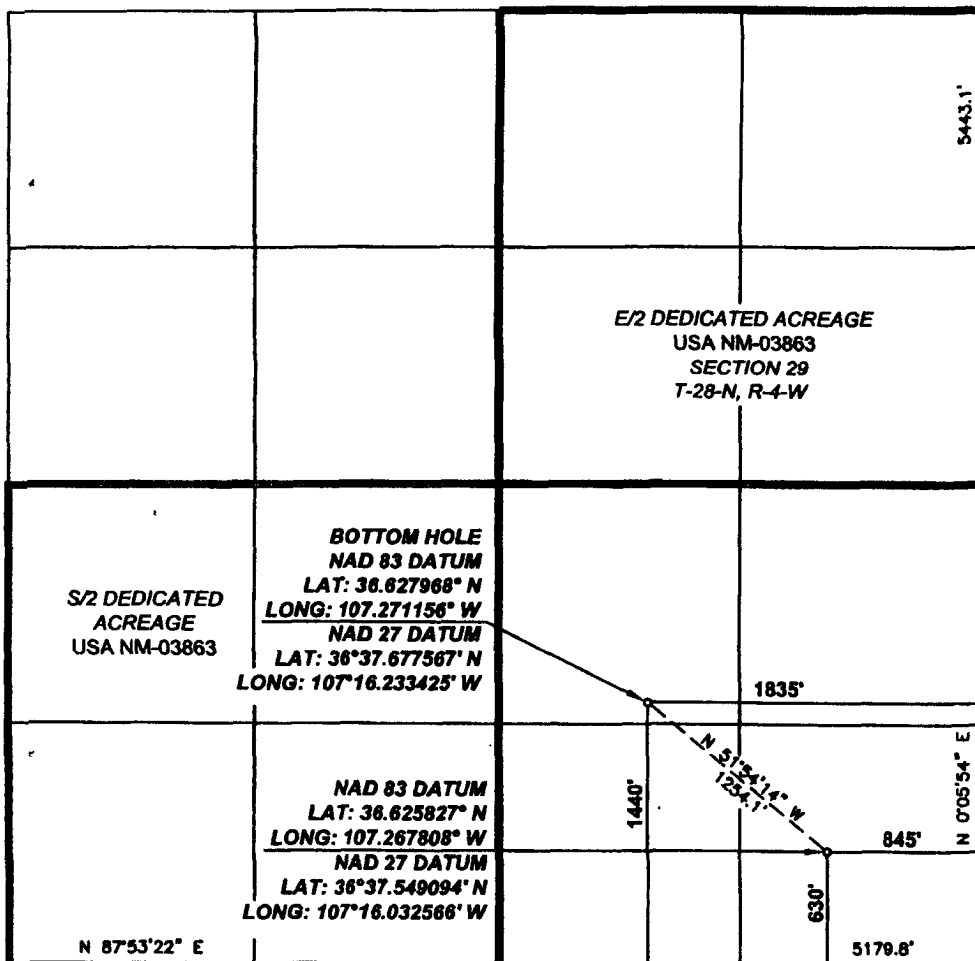 5443.1'
E/2 DEDICATED ACREAGE
USA NM-03863
SECTION 29
T-28-N, R-4-W
BOTTOM HOLE
NAD 83 DATUM
LAT: 36.627968° N
LONG: 107.271156° W
NAD 27 DATUM
LAT: 36°37.677567' N
LONG: 107°16.233425' W
S/2 DEDICATED
ACREAGE
USA NM-03863
1835'
N 51°54'14" W
1254.1'
1440'
N 0°05'54" E
NAD 83 DATUM
LAT: 36.625827° N
LONG: 107.267808° W
NAD 27 DATUM
LAT: 36°37.549094' N
LONG: 107°16.032566' W
845'
630'
N 87°53'22" E
5179.8'